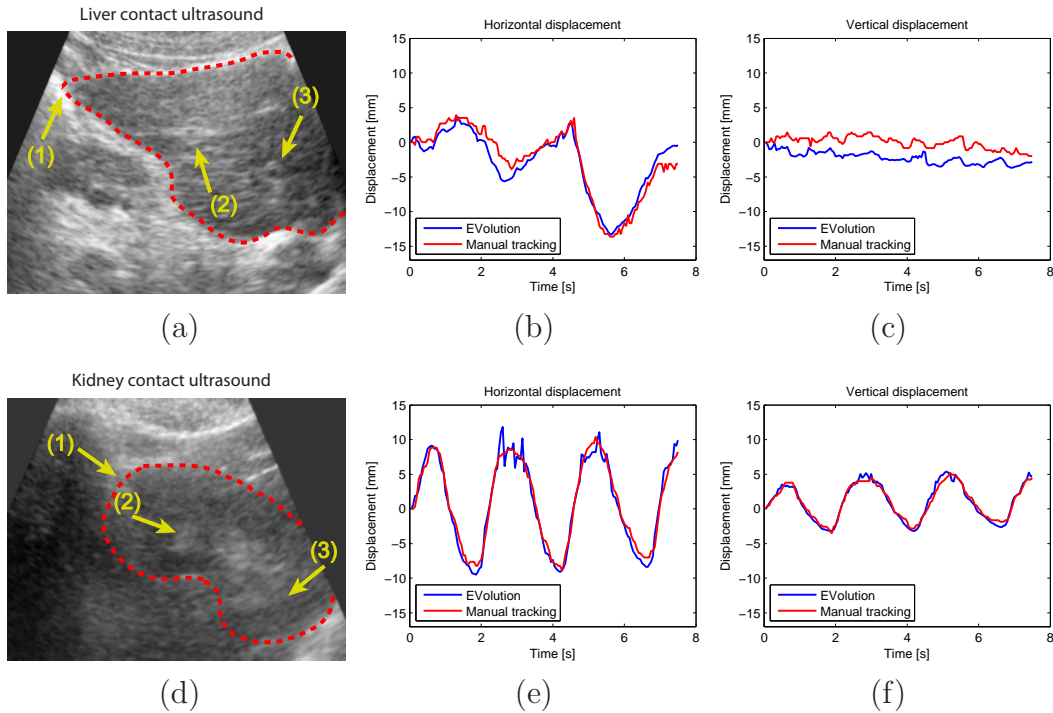 Liver contact ultrasound
(1)
(2)
(3)
(a)
Horizontal displacement
Displacement [mm]
15
10
5
0
−5
−10
−15
EVolution
Manual tracking
0 2 4 6 8
Time [s]
(b)
Vertical displacement
Displacement [mm]
15
10
5
0
−5
−10
−15
EVolution
Manual tracking
0 2 4 6 8
Time [s]
(c)
Kidney contact ultrasound
(1)
(2)
(3)
(d)
Horizontal displacement
Displacement [mm]
15
10
5
0
−5
−10
−15
EVolution
Manual tracking
0 2 4 6 8
Time [s]
(e)
Vertical displacement
Displacement [mm]
15
10
5
0
−5
−10
−15
EVolution
Manual tracking
0 2 4 6 8
Time [s]
(f)